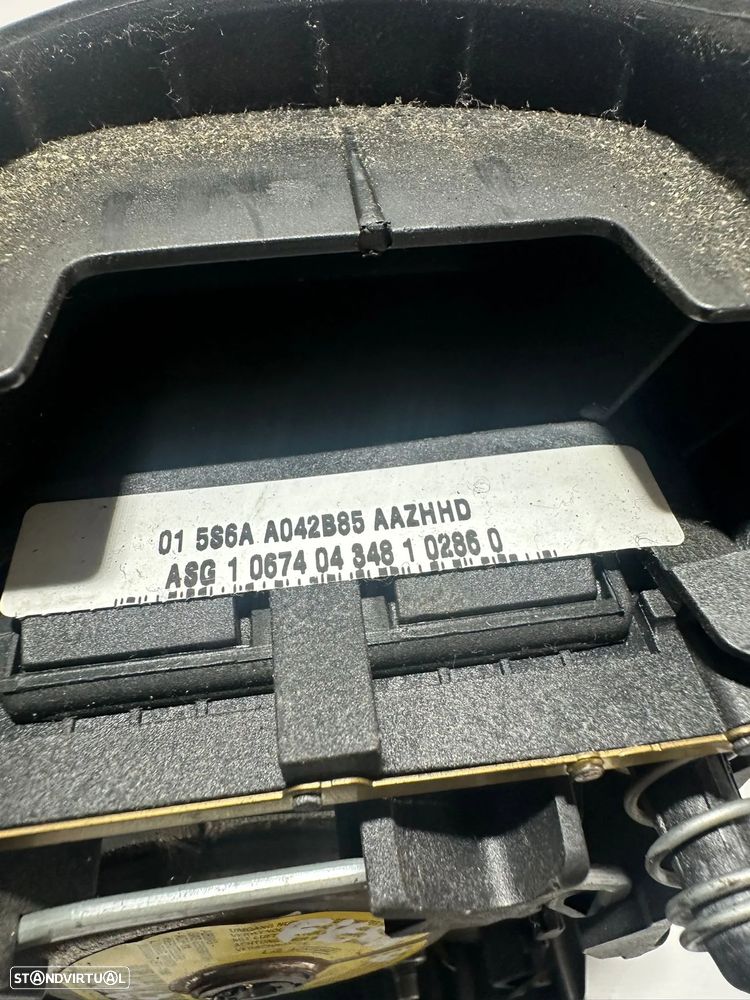 01 5S6A A042B85 AAZHHD
ASG 1 0674 04 348 1 0286 0
STANDVIRTUAL